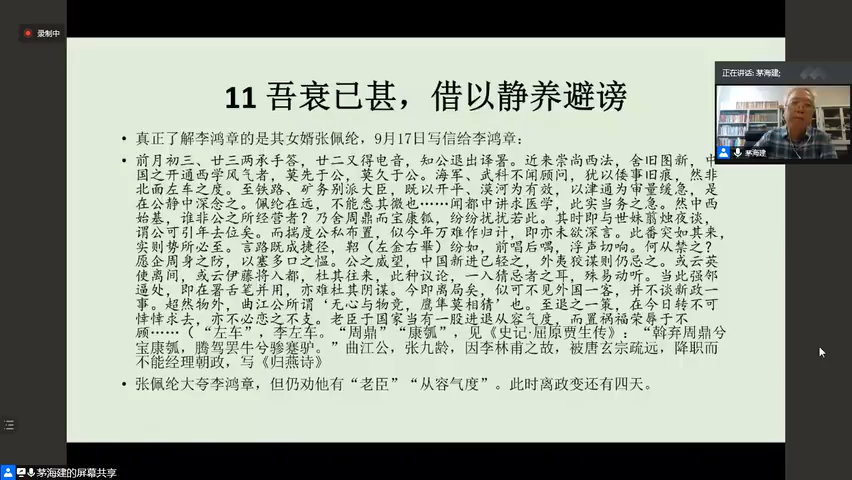 录制中
11 吾衰已甚，借以静养避谤
正在讲话: 茅海建;
茅海建
• 真正了解李鸿章的是其女婿张佩纶，9月17日写信给李鸿章：
• 前月初三、廿三两承手答，廿二又得电音，知公退出译署。近来崇尚西法，舍旧图新，中
国之开通西学风气者，莫先于公，莫久于公。海军、武科不闻顾问，犹以倭事旧痕，然非
北面左车之度。至铁路、矿务别派大臣，既以开平、漠河为有效，以津通为审量缓急，是
在公静中深念之。佩纶在远，不能悉其微也……闻都中讲求医学，此实当务之急。然中西
始基，谁非公之所经营者？乃舍周鼎而宝康瓠，纷纷扰扰若此。其时即与世妹翦烛夜谈，
谓公可引年去位矣。而揣度公私布置，似今年万难作归计，即亦未欲深言。此番突如其来，
实则势所必至。言路既成捷径，鞀（左金右畢）纷如，前唱后喁，浮声切响。何从禁之？
愿企周身之防，以塞多口之愠。公之威望，中国新进已轻之，外夷狡谋则仍忌之。或云英
使离间，或云伊藤将入都，杜其往来，此种议论，一入猜忌者之耳，殊易动听。当此强邻
逼处，即在署舌笔并用，亦难杜其阴谋。今即离局矣，似可不见外国一客，并不谈新政一
事。超然物外，曲江公所谓‘无心与物竞，鹰隼莫相猜’也。至退之一策，在今日转不可
悻悻求去，亦不必恋之不支。老臣于国家当有一股进退从容气度，而置祸福荣辱于不
顾……（“左车”，李左车。“周鼎”“康瓠”，见《史记·屈原贾生传》：“斡弃周鼎兮
宝康瓠，腾驾罢牛兮骖蹇驴。”曲江公，张九龄，因李林甫之故，被唐玄宗疏远，降职而
不能经理朝政，写《归燕诗》
• 张佩纶大夸李鸿章，但仍劝他有“老臣”“从容气度”。此时离政变还有四天。
茅海建的屏幕共享